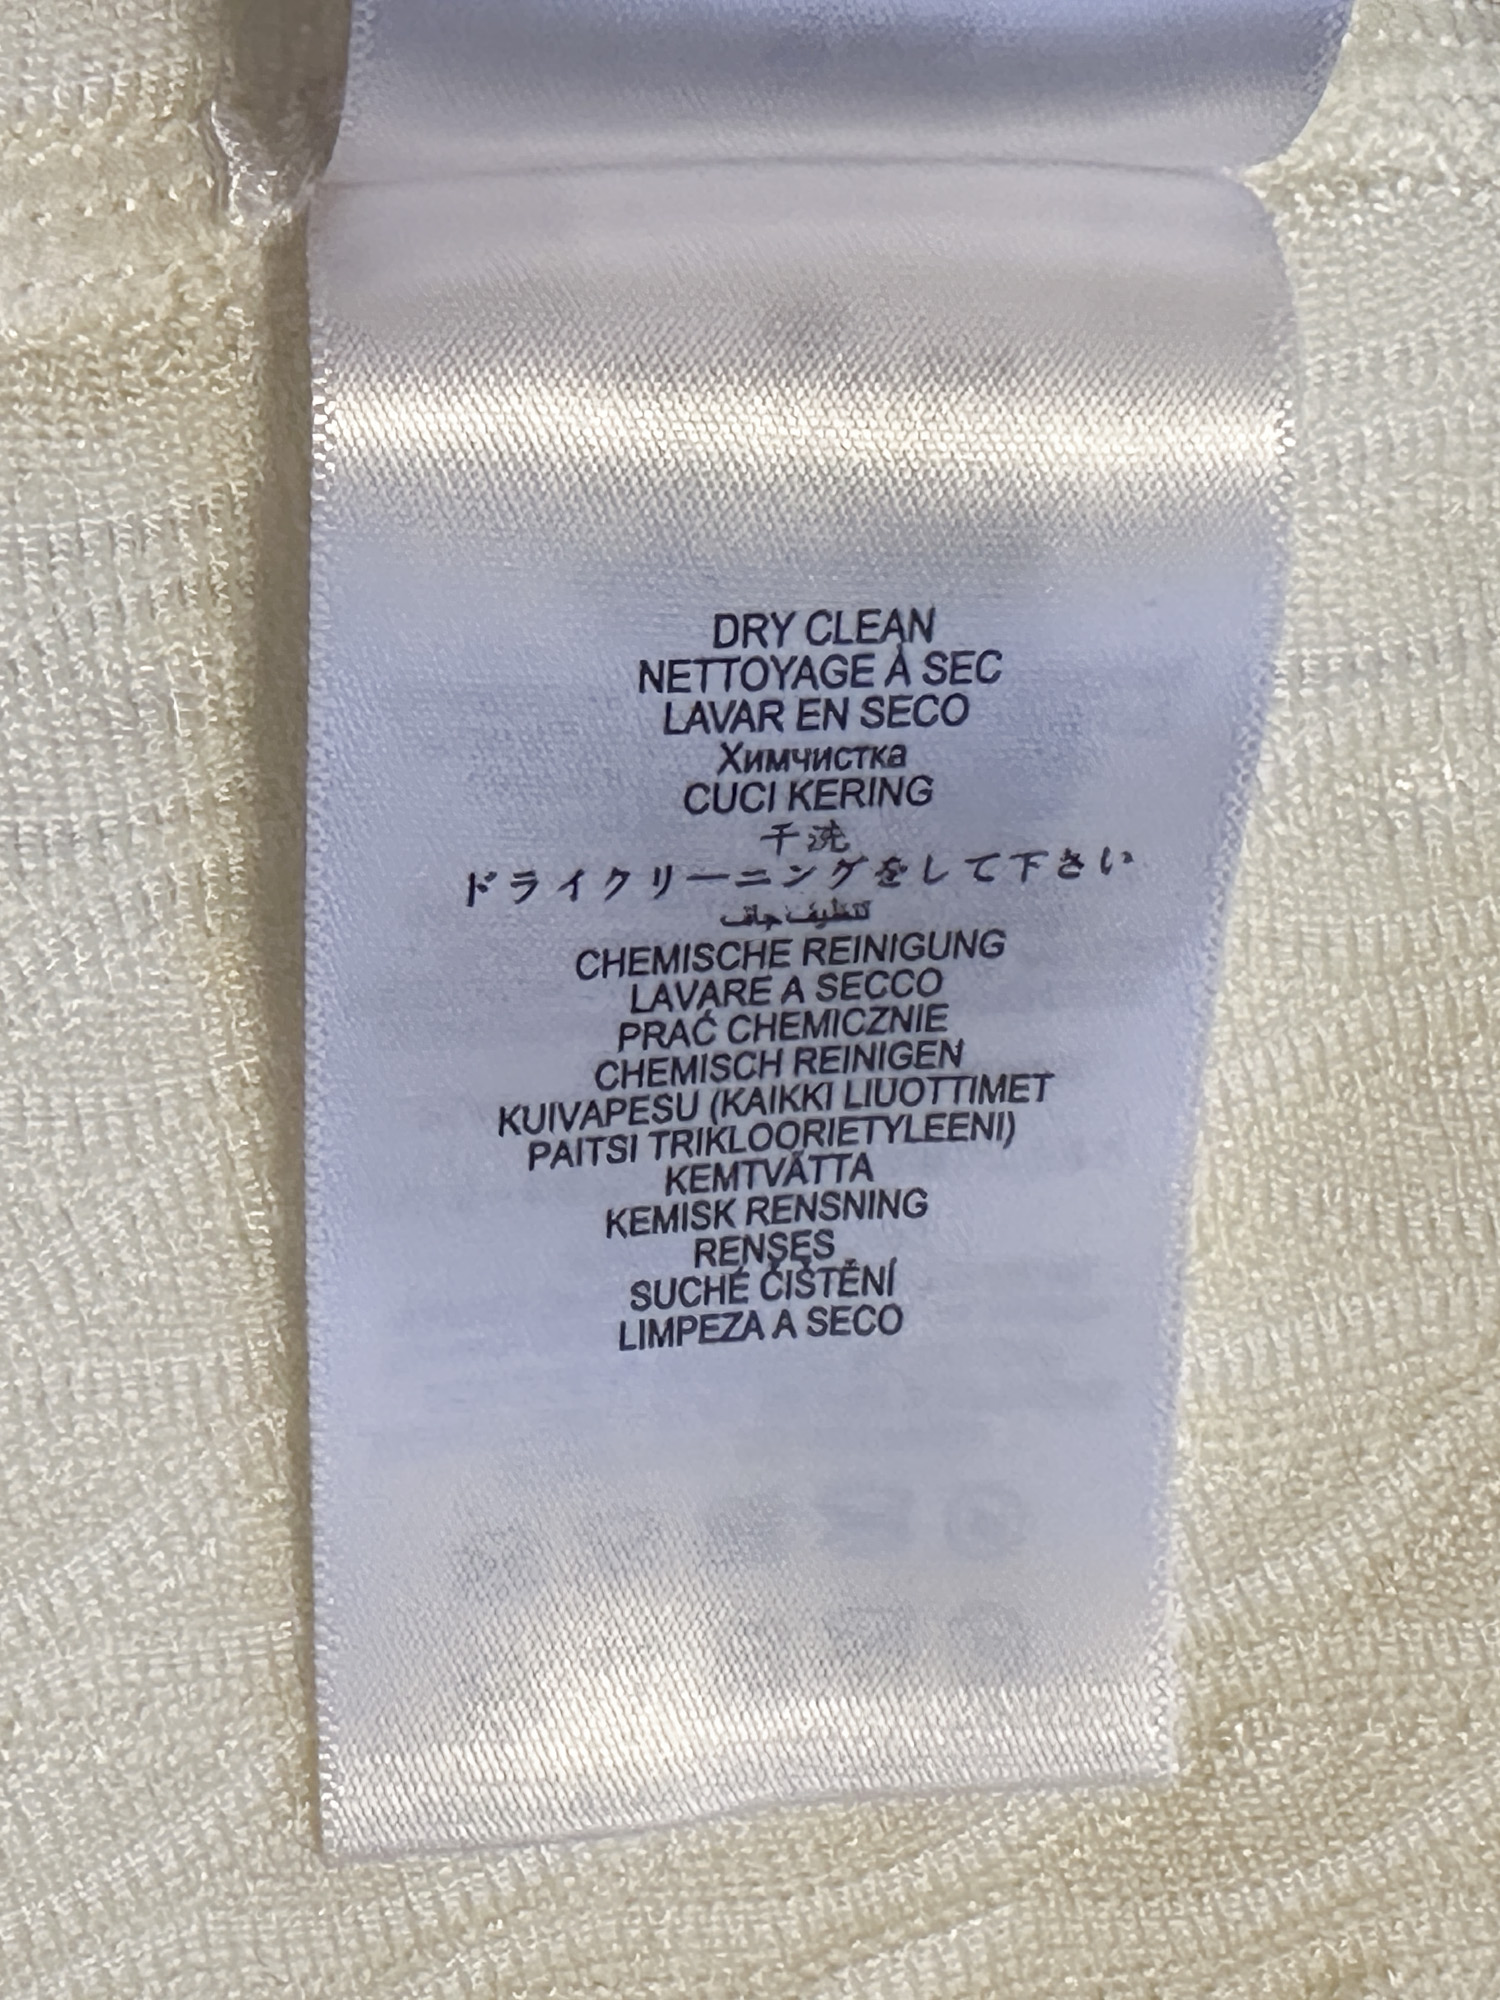 DRY CLEAN
NETTOYAGE À SEC
LAVAR EN SECO
Химчистка
CUCI KERING
干洗
ドライクリーニングをして下さい
تنظيف جاف
CHEMISCHE REINIGUNG
LAVARE A SECCO
PRAĆ CHEMICZNIE
CHEMISCH REINIGEN
KUIVAPESU (KAIKKI LIUOTTIMET
PAITSI TRIKLOORIETYLEENI)
KEMTVÄTTA
KEMISK RENSNING
RENSES
SUCHÉ ČIŠTĚNÍ
LIMPEZA A SECO